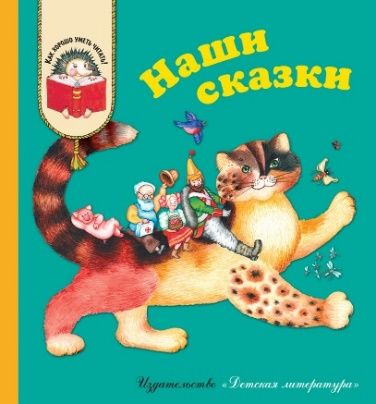 Как хорошо уметь читать!
Наши
сказки
Издательство «Детская литература»